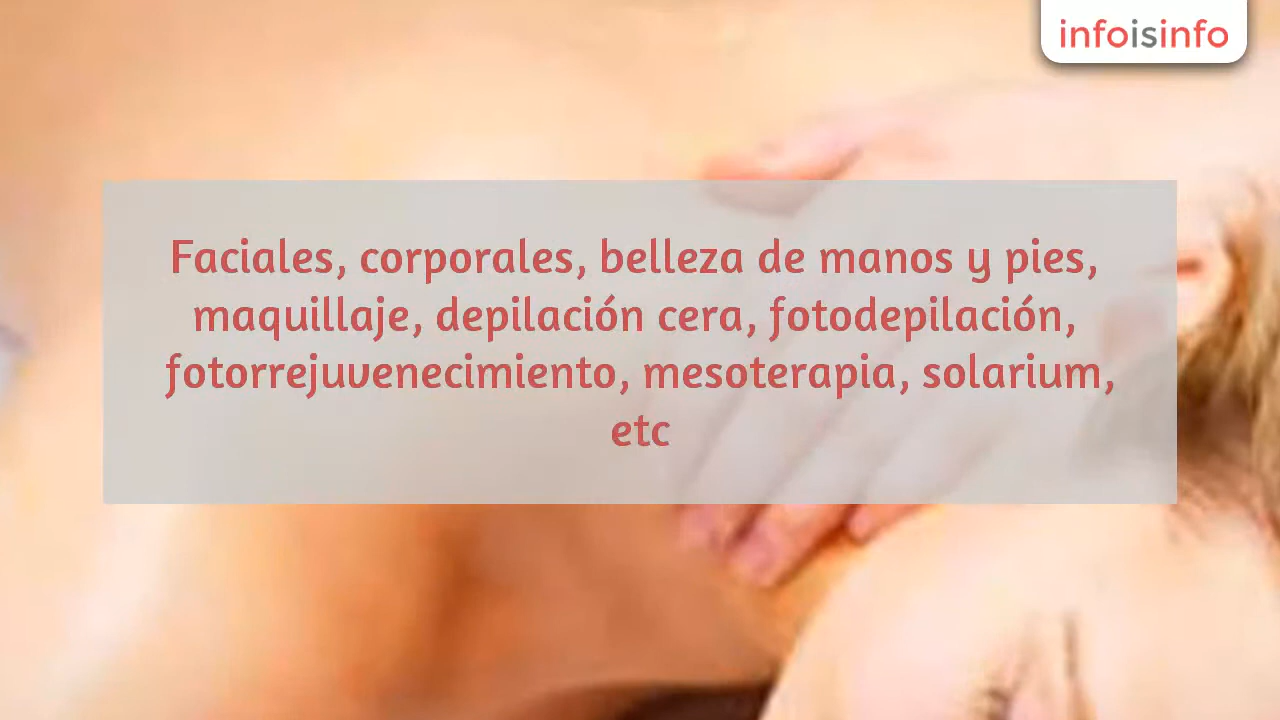 infoisinfo
Faciales, corporales, belleza de manos y pies,
maquillaje, depilación cera, fotodepilación,
fotorrejuvenecimiento, mesoterapia, solarium,
etc